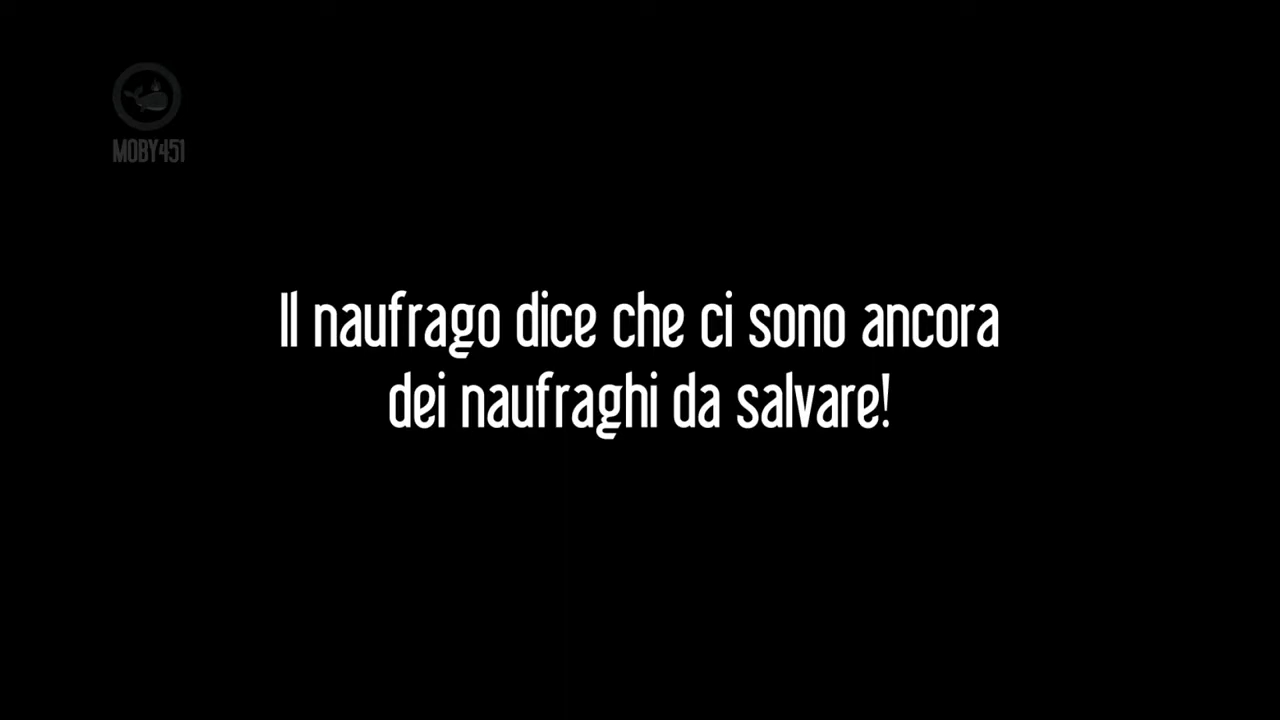 MOBY451
Il naufrago dice che ci sono ancora
dei naufraghi da salvare!